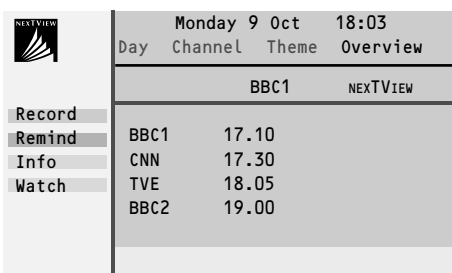 NEXTVIEW
Monday 9 Oct 18:03
Day Channel Theme Overview
BBC1 NEXTVIEW
Record
Remind
Info
Watch
BBC1 17.10
CNN 17.30
TVE 18.05
BBC2 19.00